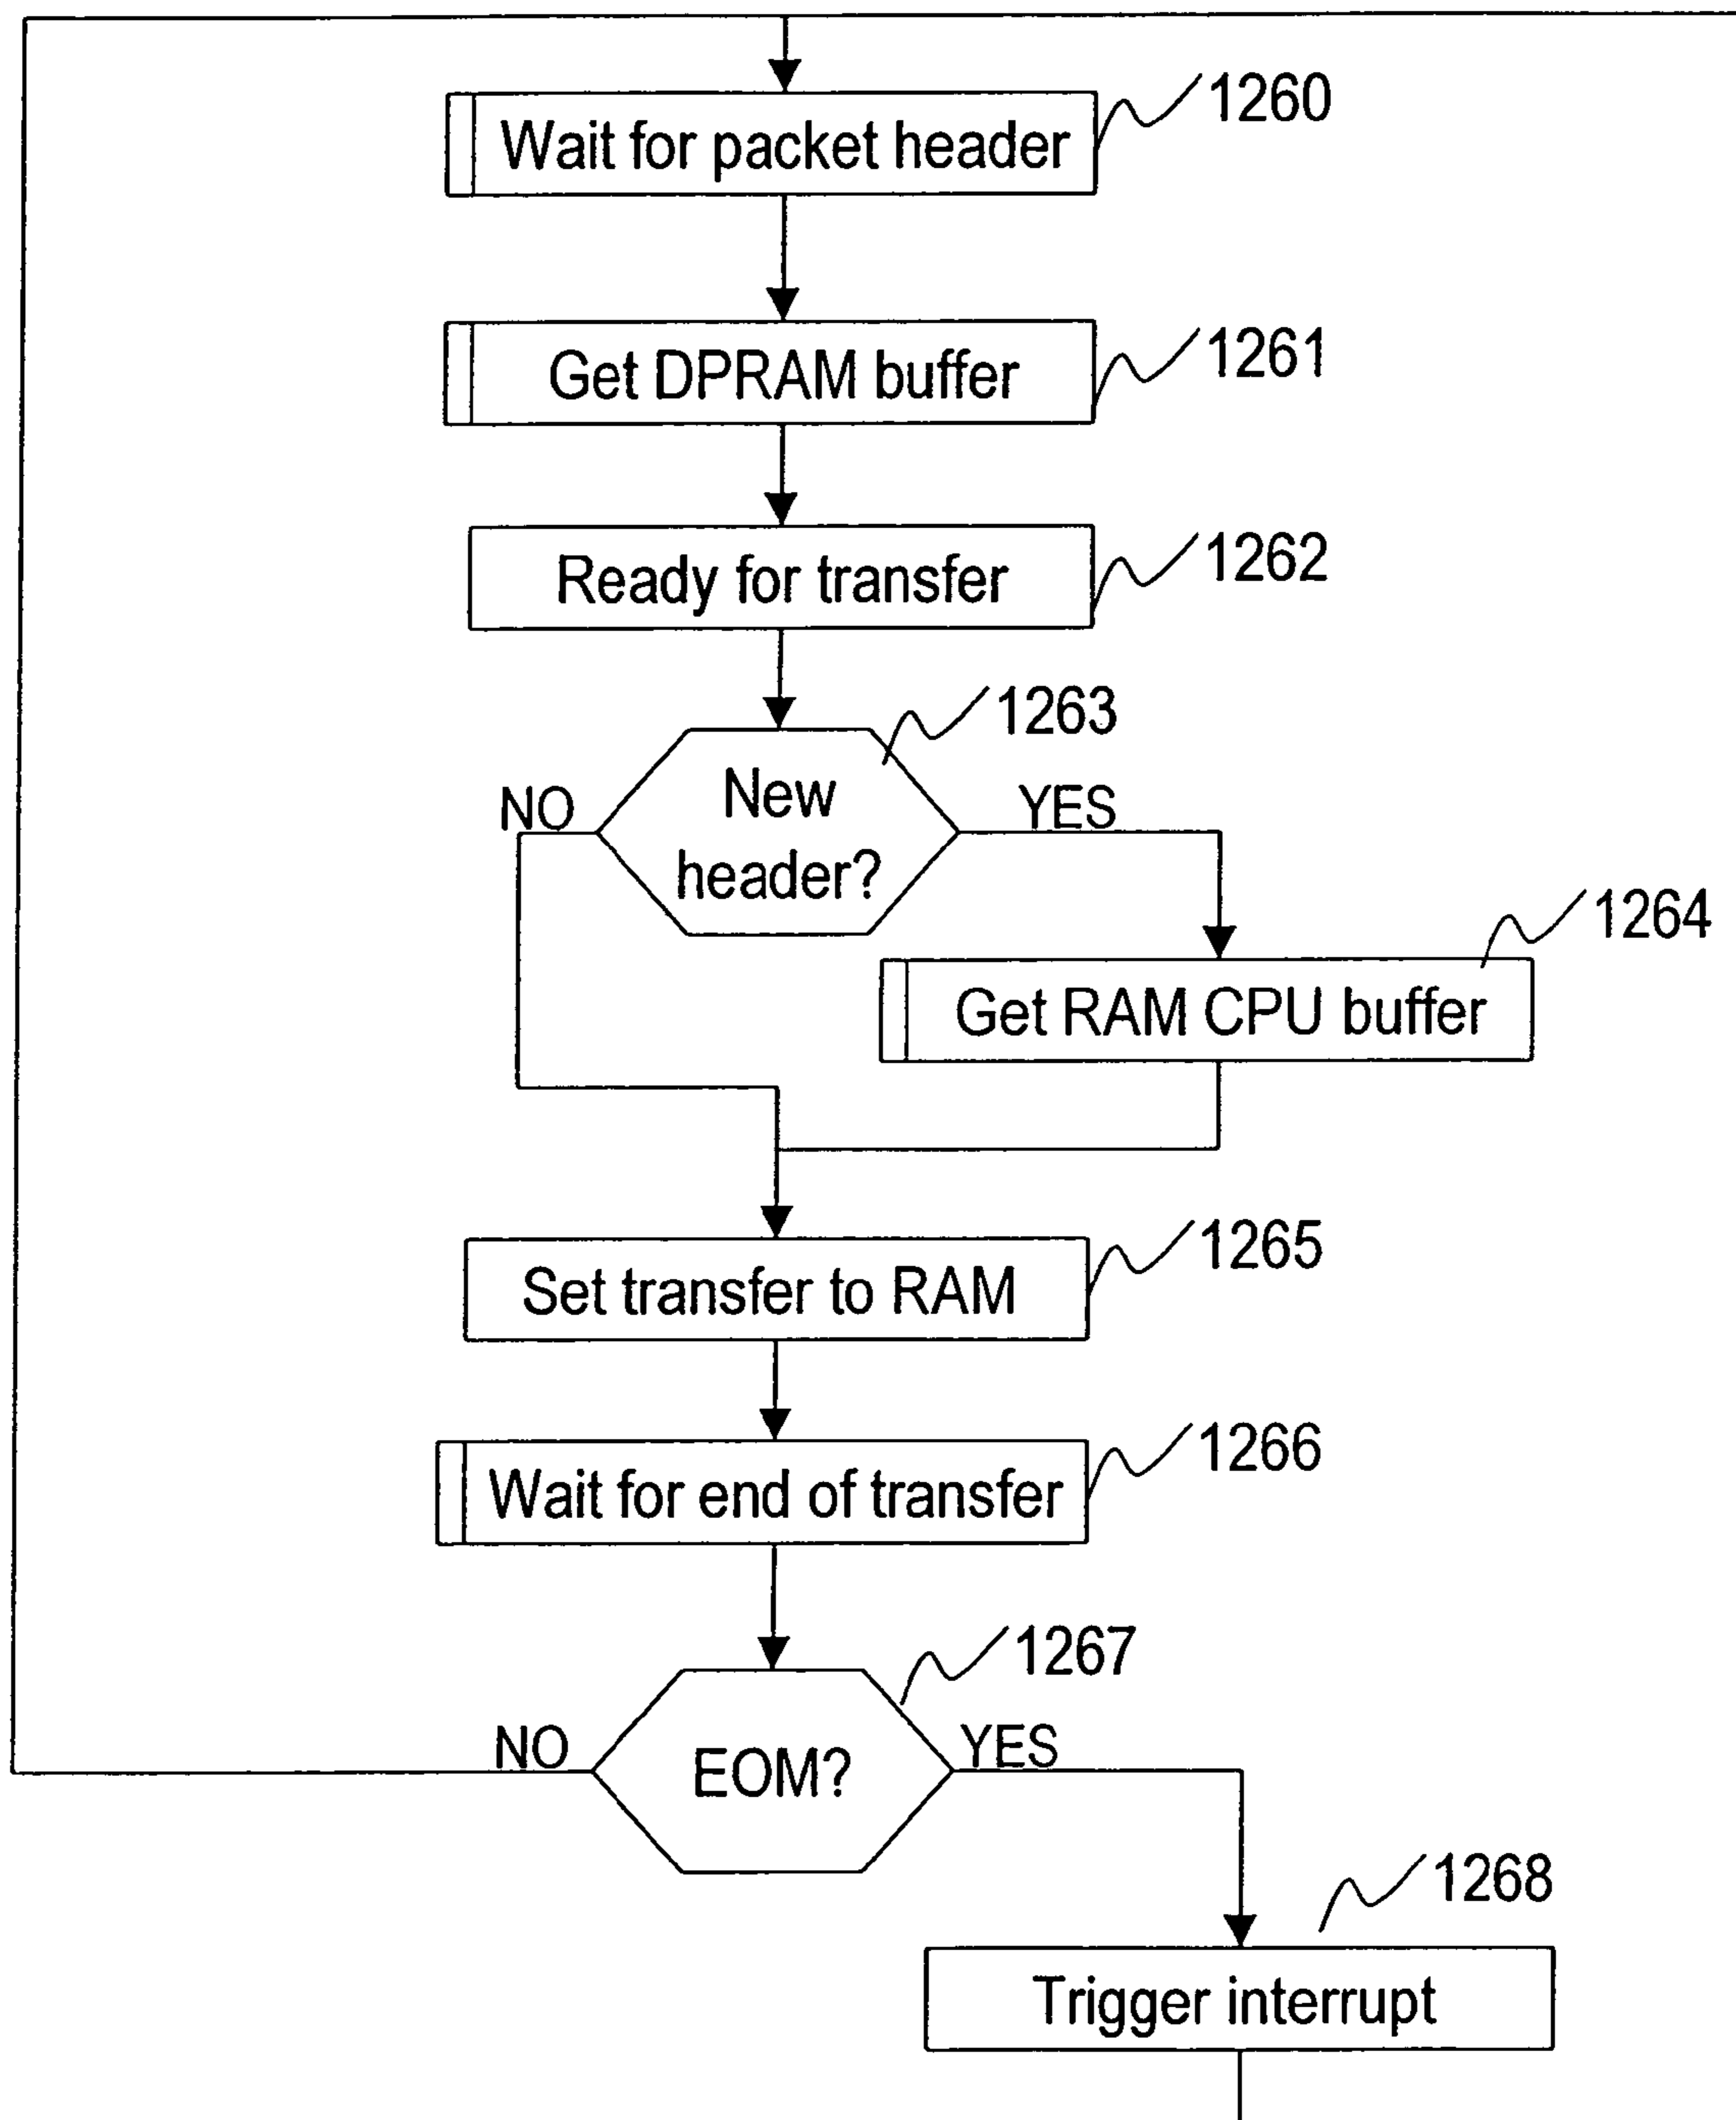 1260
Wait for packet header
1261
Get DPRAM buffer
1262
Ready for transfer
1263
NO
New
header?
YES
1264
Get RAM CPU buffer
1265
Set transfer to RAM
1266
Wait for end of transfer
1267
NO
EOM?
YES
1268
Trigger interrupt